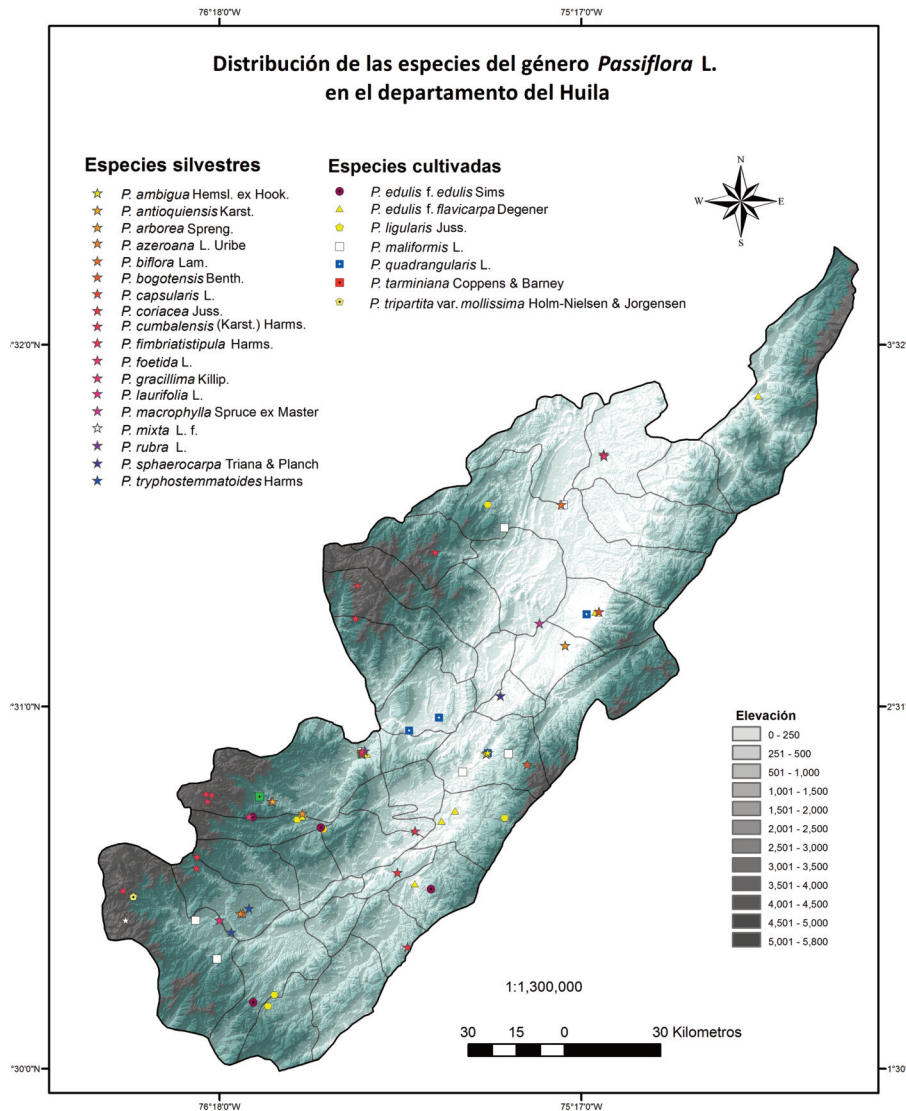 76°18'0"W
75°17'0"W
Distribución de las especies del género Passiflora L.
en el departamento del Huila
Especies silvestres
P. ambigua Hemsl. ex Hook.
P. antioquiensis Karst.
P. arborea Spreng.
P. azeroana L. Uribe
P. biflora Lam.
P. bogotensis Benth.
P. capsularis L.
P. coriacea Juss.
P. cumbalensis (Karst.) Harms.
P. fimbriatistipula Harms.
P. foetida L.
P. gracillima Killip.
P. laurifolia L.
P. macrophylla Spruce ex Master
P. mixta L. f.
P. rubra L.
P. sphaerocarpa Triana & Planch
P. tryphostemmatoides Harms
Especies cultivadas
P. edulis f. edulis Sims
P. edulis f. flavicarpa Degener
P. ligularis Juss.
P. maliformis L.
P. quadrangularis L.
P. tarminiana Coppens & Barney
P. tripartita var. mollissima Holm-Nielsen & Jorgensen
N
W
E
S
°32'0"N
3°32
°31'0"N
2°31
Elevación
0 - 250
251 - 500
501 - 1,000
1,001 - 1,500
1,501 - 2,000
2,001 - 2,500
2,501 - 3,000
3,001 - 3,500
3,501 - 4,000
4,001 - 4,500
4,501 - 5,000
5,001 - 5,800
1:1,300,000
30 15 0 30 Kilometros
°30'0"N
1°30
76°18'0"W
75°17'0"W